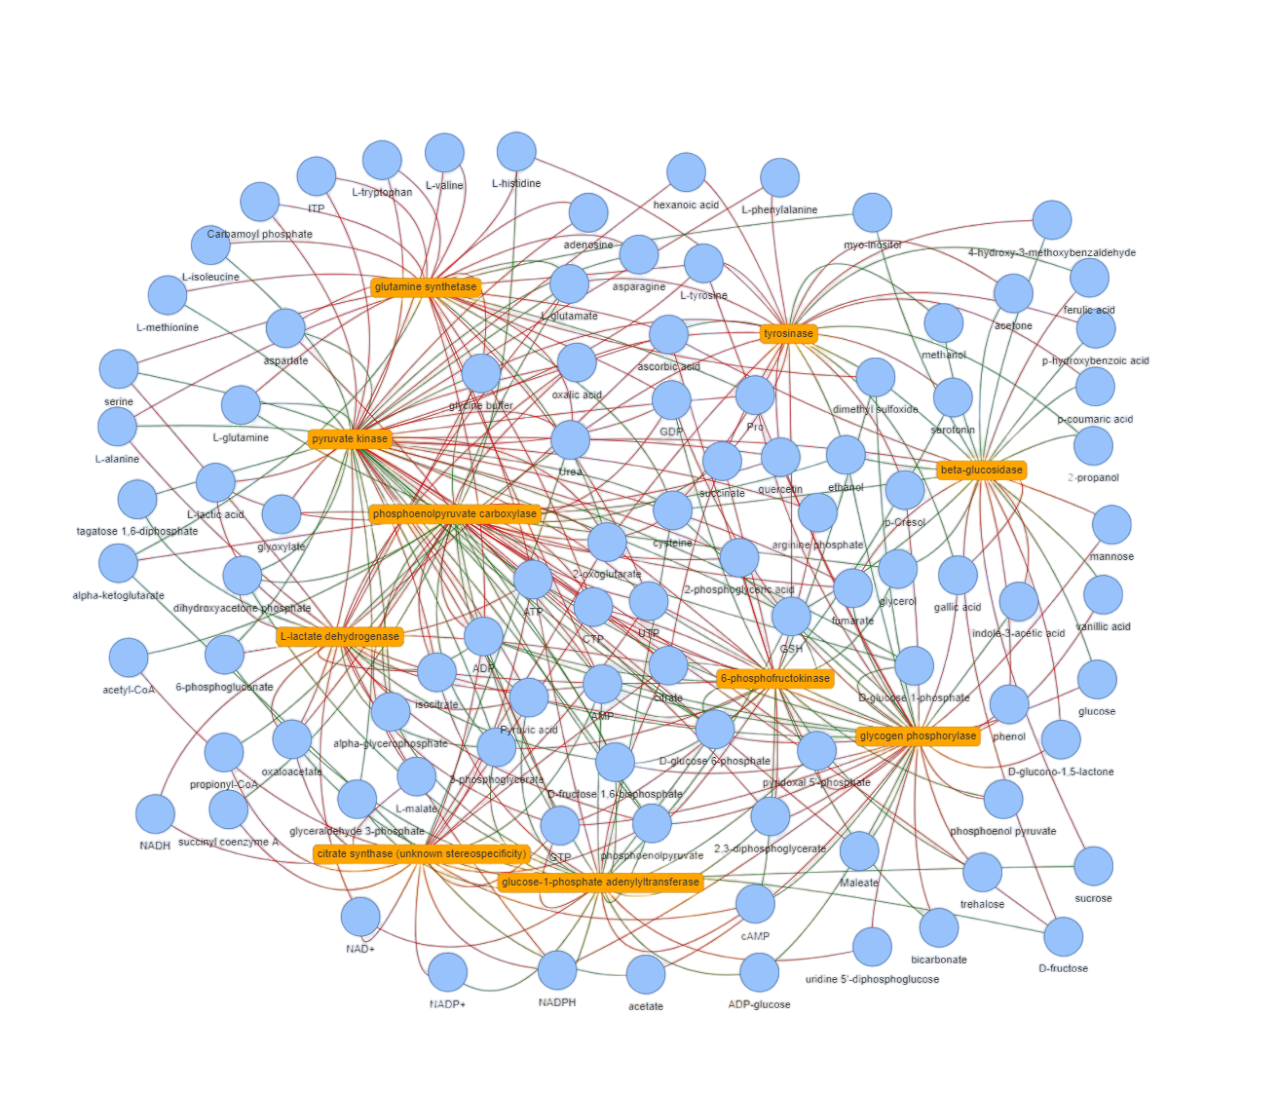 L-tryptophan
L-valine
L-histidine
ITP
hexanoic acid
L-phenylalanine
Carbamoyl phosphate
adenosine
myo-inositol
4-hydroxy-3-methoxybenzaldehyde
L-isoleucine
glutamine synthetase
asparagine
L-tyrosine
L-methionine
L-glutamate
tyrosinase
acetone
ferulic acid
aspartate
ascorbic acid
methanol
p-hydroxybenzoic acid
serine
glycine buffer
oxalic acid
dimethyl sulfoxide
p-coumaric acid
L-glutamine
pyruvate kinase
GDP
Pro
serotonin
L-alanine
Urea
beta-glucosidase
2-propanol
succinate
quercetin
ethanol
L-lactic acid
phosphoenolpyruvate carboxylase
p-Cresol
tagatose 1,6-diphosphate
glyoxylate
cysteine
arginine phosphate
mannose
alpha-ketoglutarate
dihydroxyacetone phosphate
2-oxoglutarate
2-phosphoglyceric acid
glycerol
gallic acid
ATP
CTP
UTP
fumarate
indole-3-acetic acid
vanillic acid
L-lactate dehydrogenase
GSH
acetyl-CoA
6-phosphogluconate
ADP
6-phosphofructokinase
D-glucose 1-phosphate
isocitrate
citrate
glucose
alpha-glycerophosphate
Pyruvic acid
AMP
glycogen phosphorylase
phenol
oxaloacetate
3-phosphoglycerate
D-glucose 6-phosphate
pyridoxal 5'-phosphate
D-glucono-1,5-lactone
propionyl-CoA
L-malate
D-fructose 1,6-bisphosphate
NADH
succinyl coenzyme A
glyceraldehyde 3-phosphate
phosphoenol pyruvate
citrate synthase (unknown stereospecificity)
GTP
phosphoenolpyruvate
2,3-diphosphoglycerate
glucose-1-phosphate adenylyltransferase
Maleate
trehalose
sucrose
NAD+
cAMP
bicarbonate
D-fructose
NADP+
NADPH
acetate
ADP-glucose
uridine 5'-diphosphoglucose